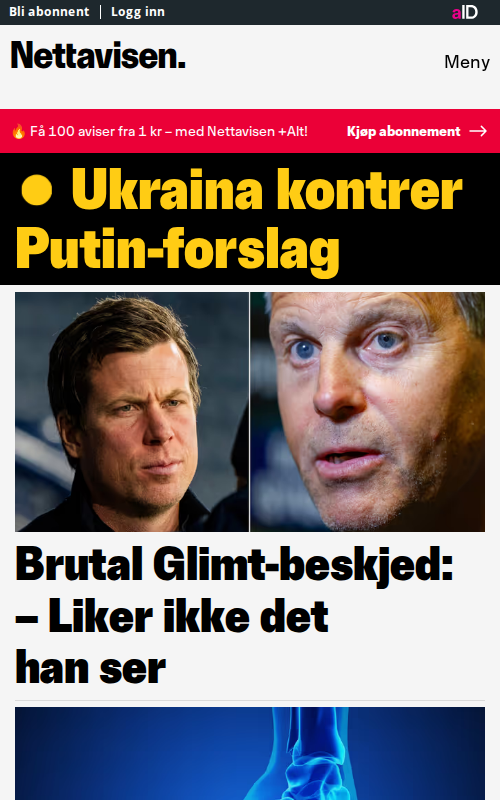 Bli abonnent | Logg inn
aID
Nettavisen.
Meny
🔥 Få 100 aviser fra 1 kr – med Nettavisen +Alt!
Kjøp abonnement →
Ukraina kontrer
Putin-forslag
Brutal Glimt-beskjed:
– Liker ikke det
han ser